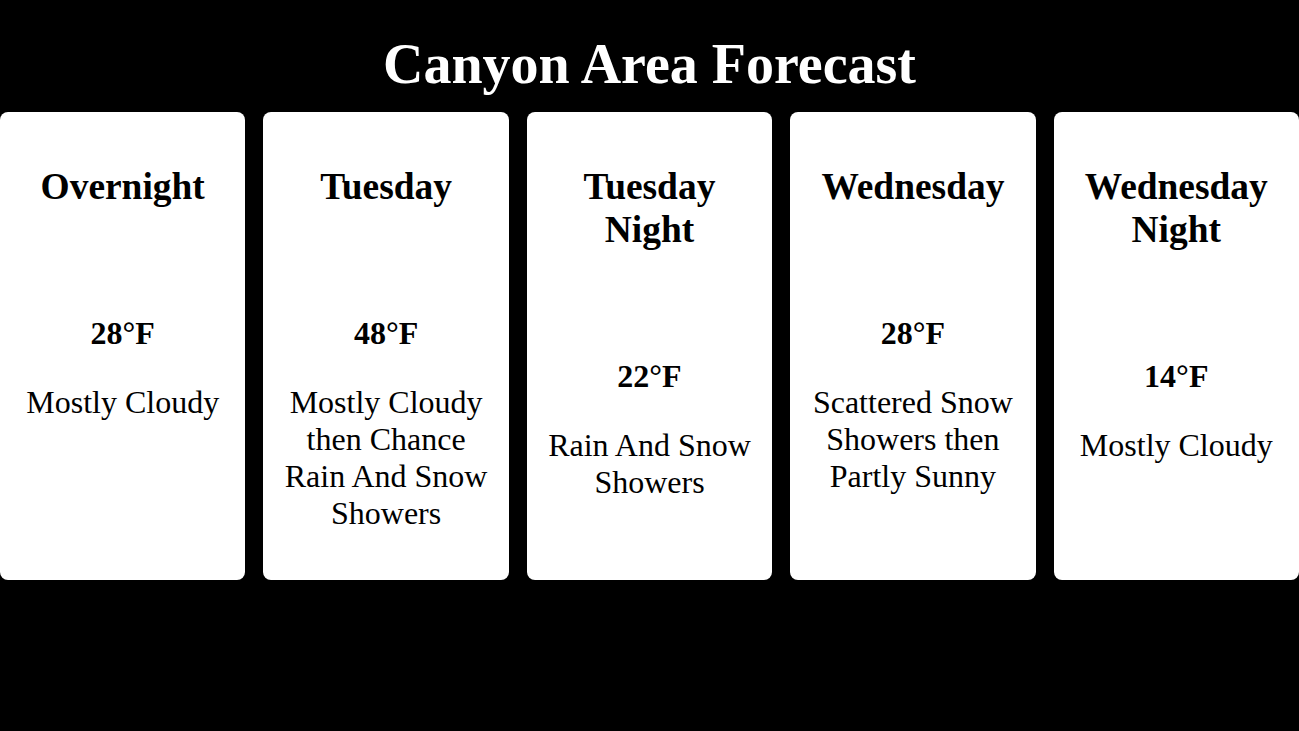 Canyon Area Forecast
Overnight
28°F
Mostly Cloudy
Tuesday
48°F
Mostly Cloudy
then Chance
Rain And Snow
Showers
Tuesday
Night
22°F
Rain And Snow
Showers
Wednesday
28°F
Scattered Snow
Showers then
Partly Sunny
Wednesday
Night
14°F
Mostly Cloudy